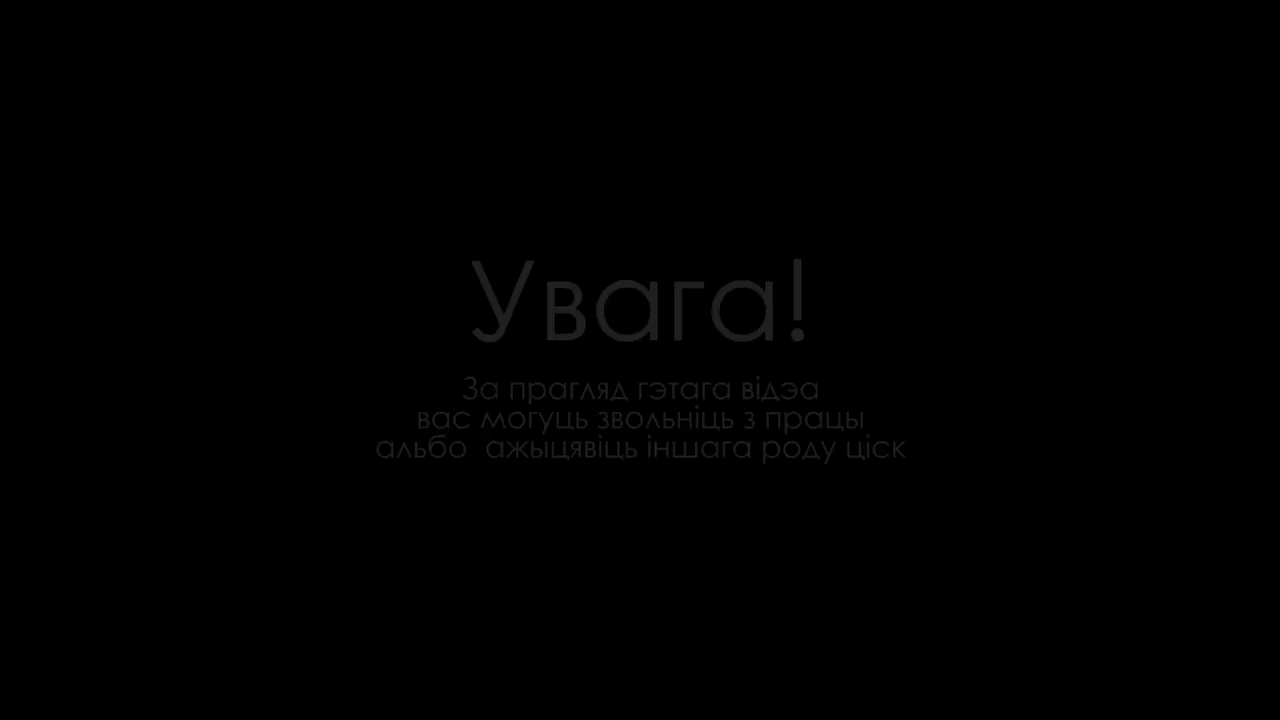 Увага!
За прагляд гэтага відэа
вас могуць звольніць з працы
альбо ажыцявіць іншага роду ціск